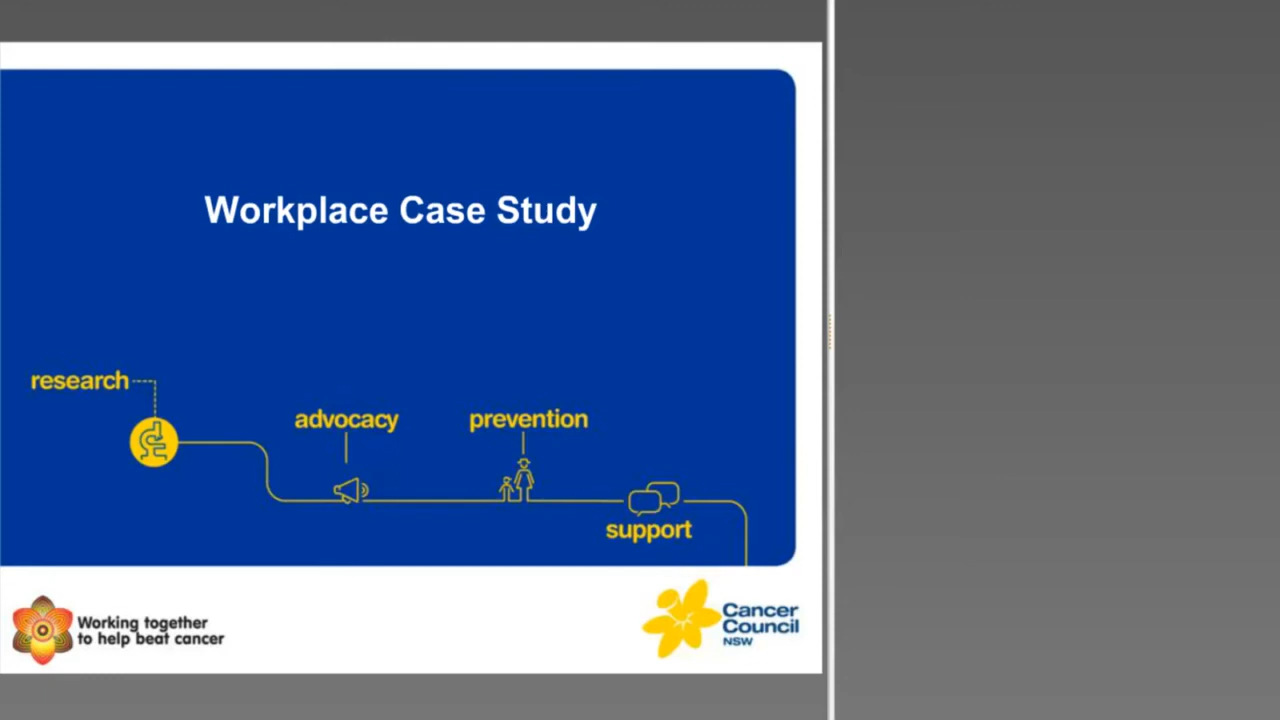 Workplace Case Study
research
advocacy
prevention
support
Working together
to help beat cancer
Cancer
Council
NSW